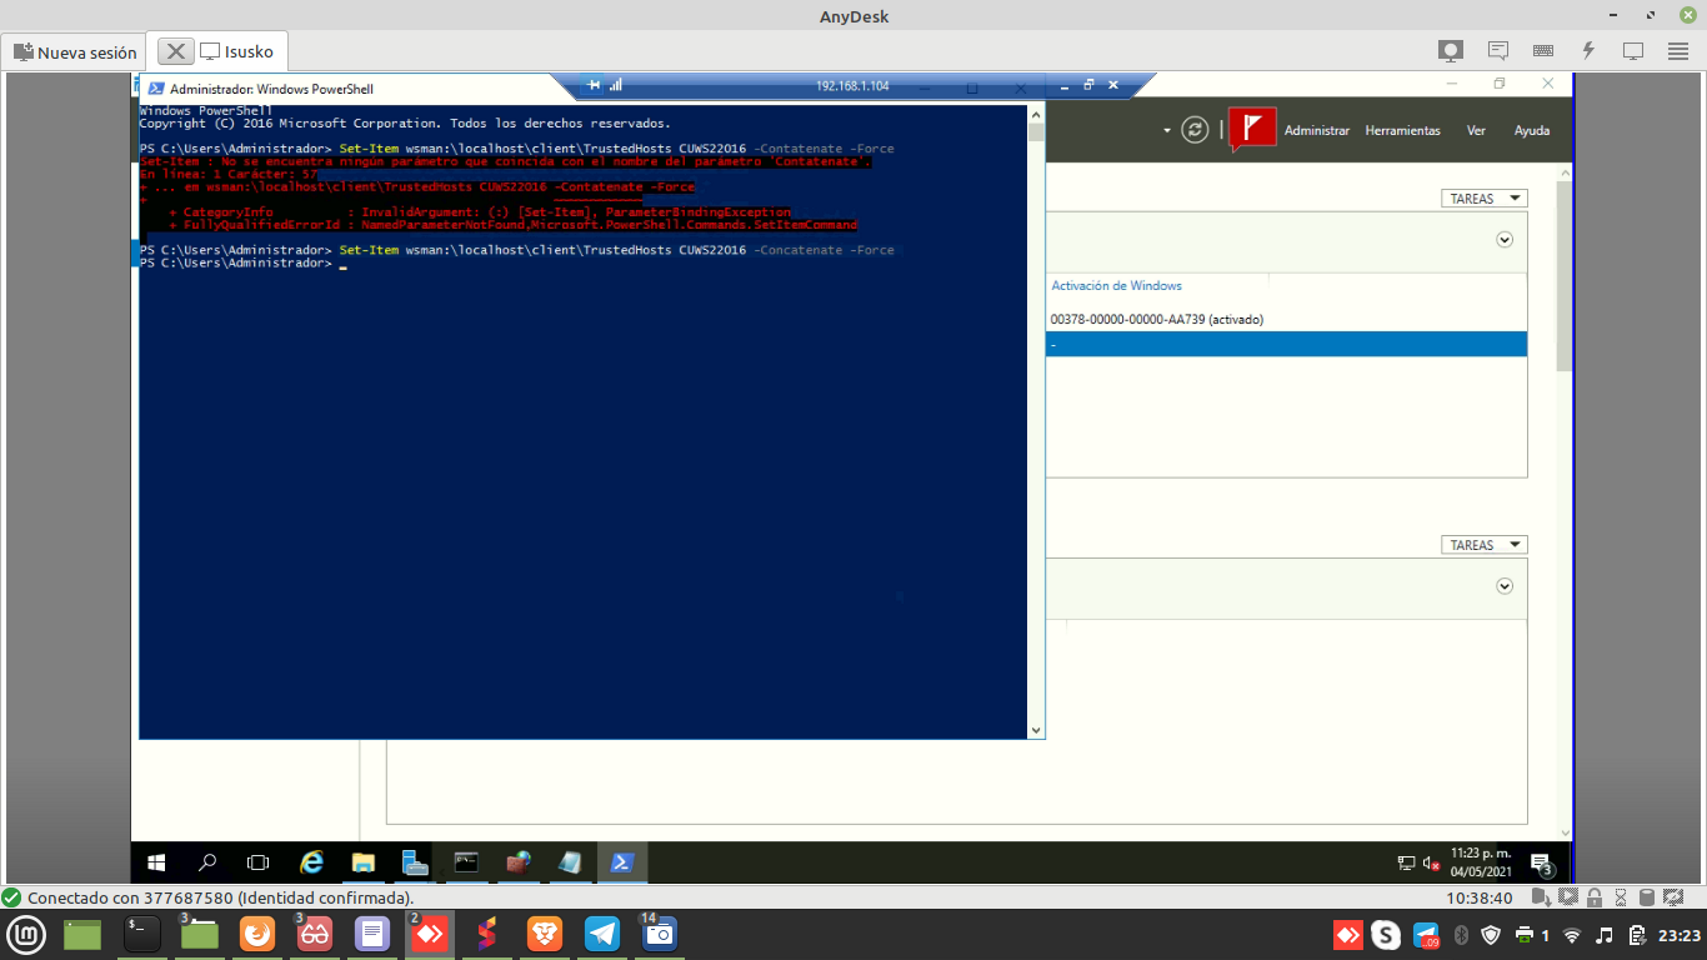 AnyDesk
Nueva sesión
Isusko
Administrador: Windows PowerShell
192.168.1.104
Windows PowerShell
Copyright (C) 2016 Microsoft Corporation. Todos los derechos reservados.
PS C:\Users\Administrador> Set-Item wsman:\localhost\client\TrustedHosts CUWS22016 -Contatenate -Force
Set-Item : No se encuentra ningún parámetro que coincida con el nombre del parámetro 'Contatenate'.
En línea: 1 Carácter: 57
+ ... em wsman:\localhost\client\TrustedHosts CUWS22016 -Contatenate -Force
+ ~~~~~~~~~~~~
+ CategoryInfo : InvalidArgument: (:) [Set-Item], ParameterBindingException
+ FullyQualifiedErrorId : NamedParameterNotFound,Microsoft.PowerShell.Commands.SetItemCommand
PS C:\Users\Administrador> Set-Item wsman:\localhost\client\TrustedHosts CUWS22016 -Concatenate -Force
PS C:\Users\Administrador> _
Administrar Herramientas Ver Ayuda
TAREAS
Activación de Windows
00378-00000-00000-AA739 (activado)
-
TAREAS
11:23 p. m.
04/05/2021
3
Conectado con 377687580 (Identidad confirmada).
10:38:40
3
3
2
14
.09
1
23:23